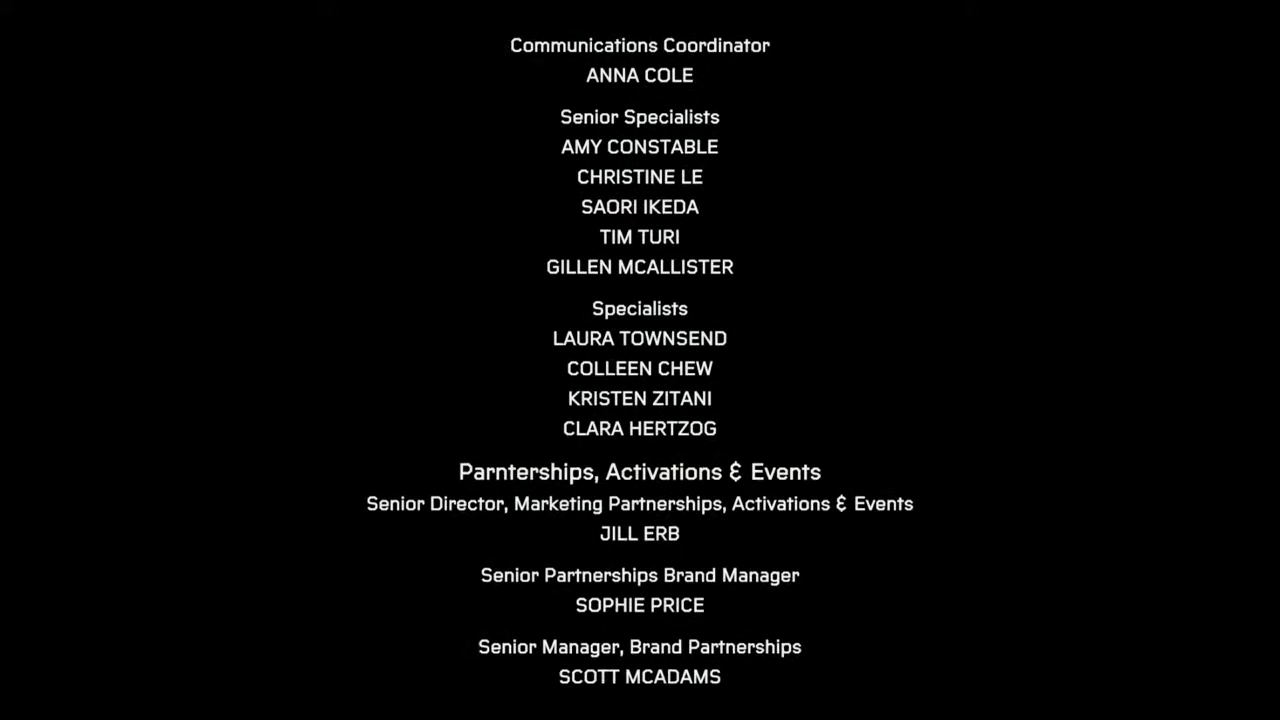 Communications Coordinator
ANNA COLE
Senior Specialists
AMY CONSTABLE
CHRISTINE LE
SAORI IKEDA
TIM TURI
GILLEN MCALLISTER
Specialists
LAURA TOWNSEND
COLLEEN CHEW
KRISTEN ZITANI
CLARA HERTZOG
Parnterships, Activations & Events
Senior Director, Marketing Partnerships, Activations & Events
JILL ERB
Senior Partnerships Brand Manager
SOPHIE PRICE
Senior Manager, Brand Partnerships
SCOTT MCADAMS